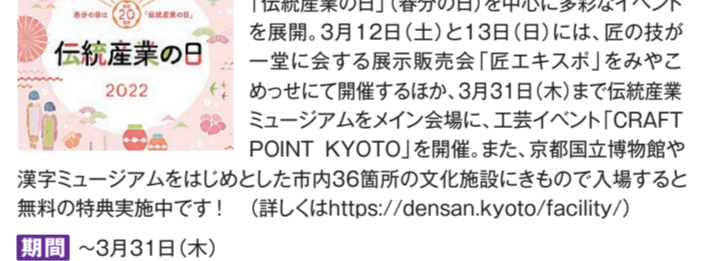 春分の日は
20
「伝統産業の日」
伝統産業の日
2022
「伝統産業の日」(春分の日)を中心に多彩なイベント
を展開。3月12日(土)と13日(日)には、匠の技が
一堂に会する展示販売会「匠エキスポ」をみやこ
めっせにて開催するほか、3月31日(木)まで伝統産業
ミュージアムをメイン会場に、工芸イベント「CRAFT
POINT KYOTO」を開催。また、京都国立博物館や
漢字ミュージアムをはじめとした市内36箇所の文化施設にきもので入場すると
無料の特典実施中です! (詳しくはhttps://densan.kyoto/facility/)
期間 ~3月31日(木)